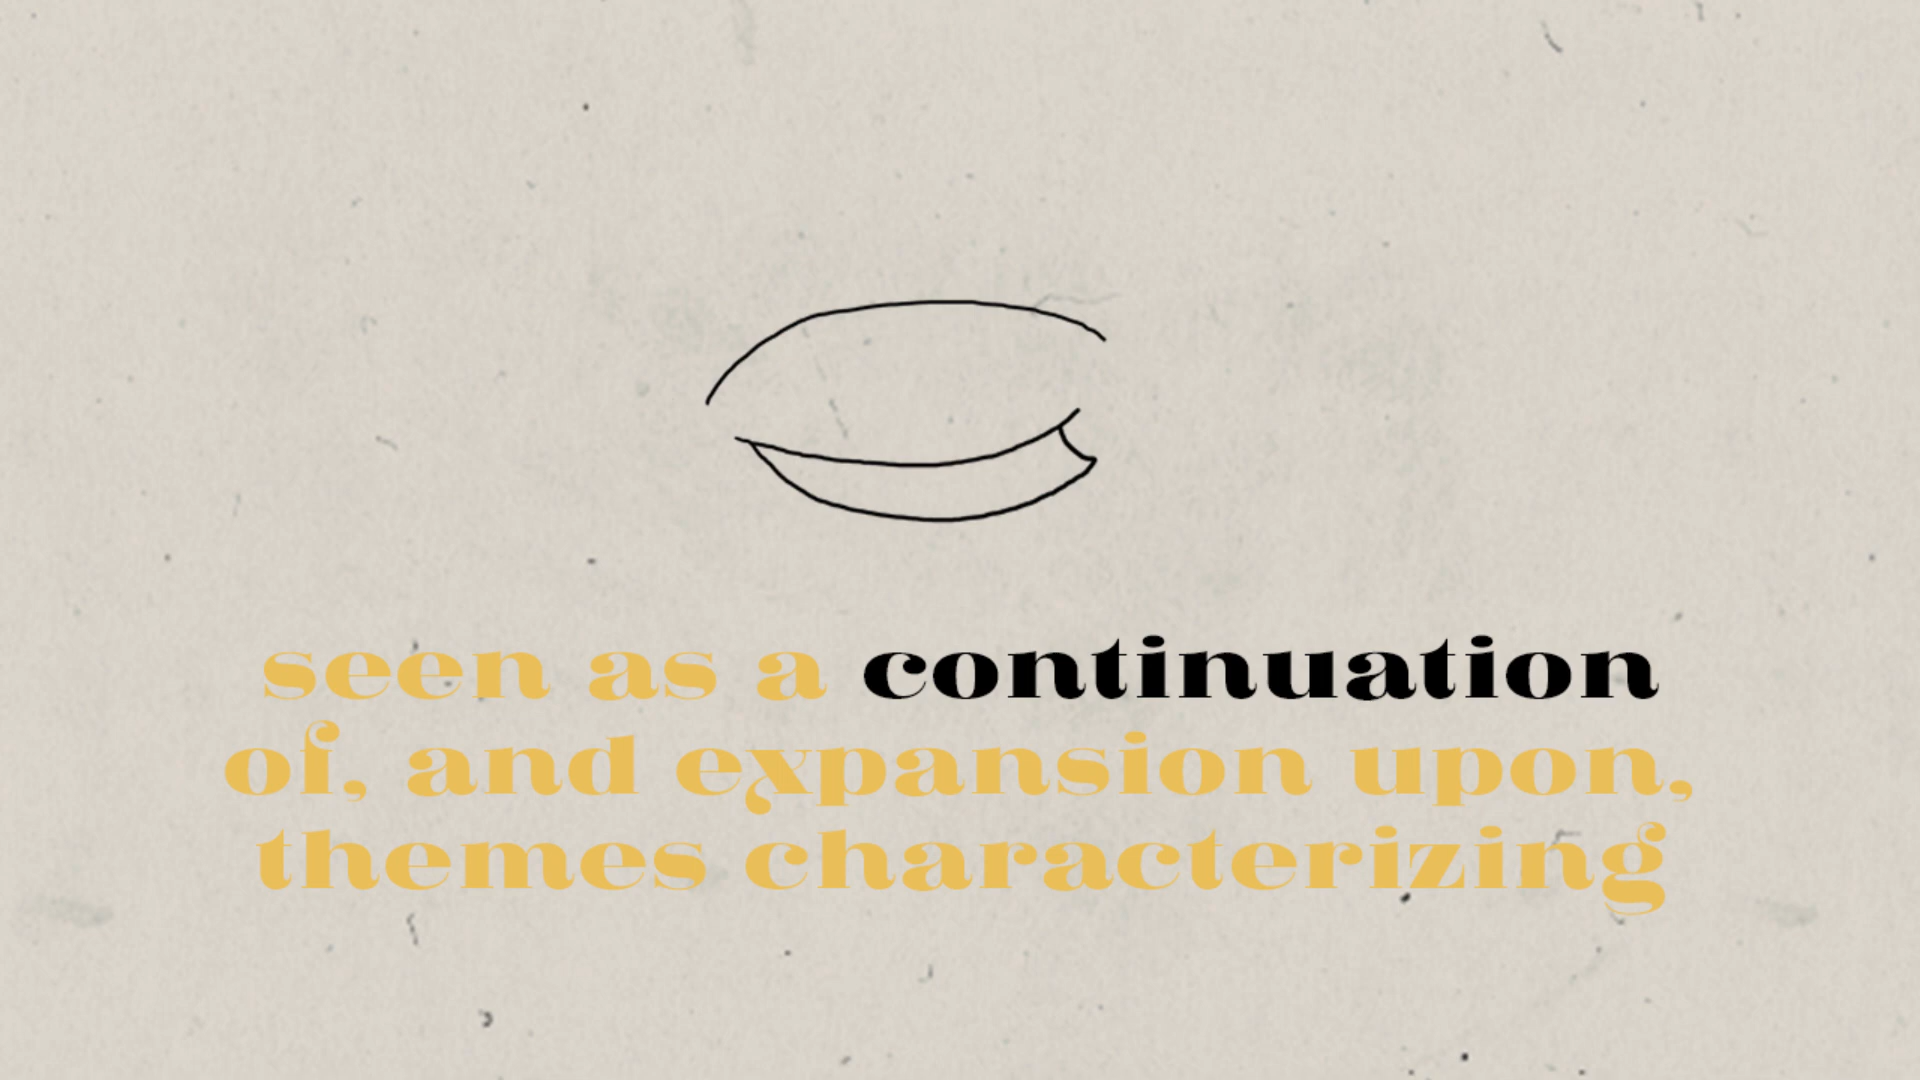 seen as a continuation
of, and expansion upon,
themes characterizing